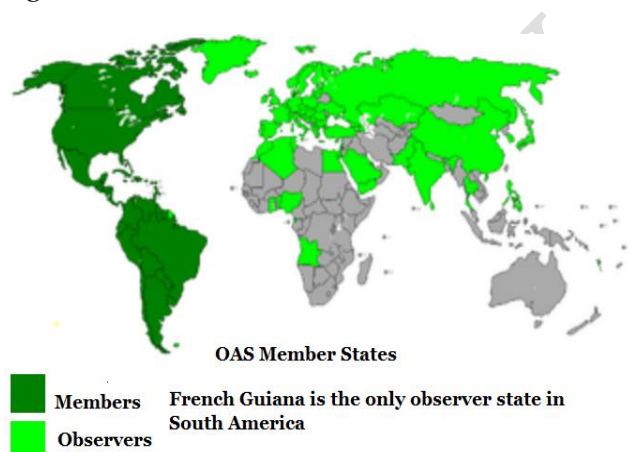 OAS Member States
Members
French Guiana is the only observer state in
South America
Observers